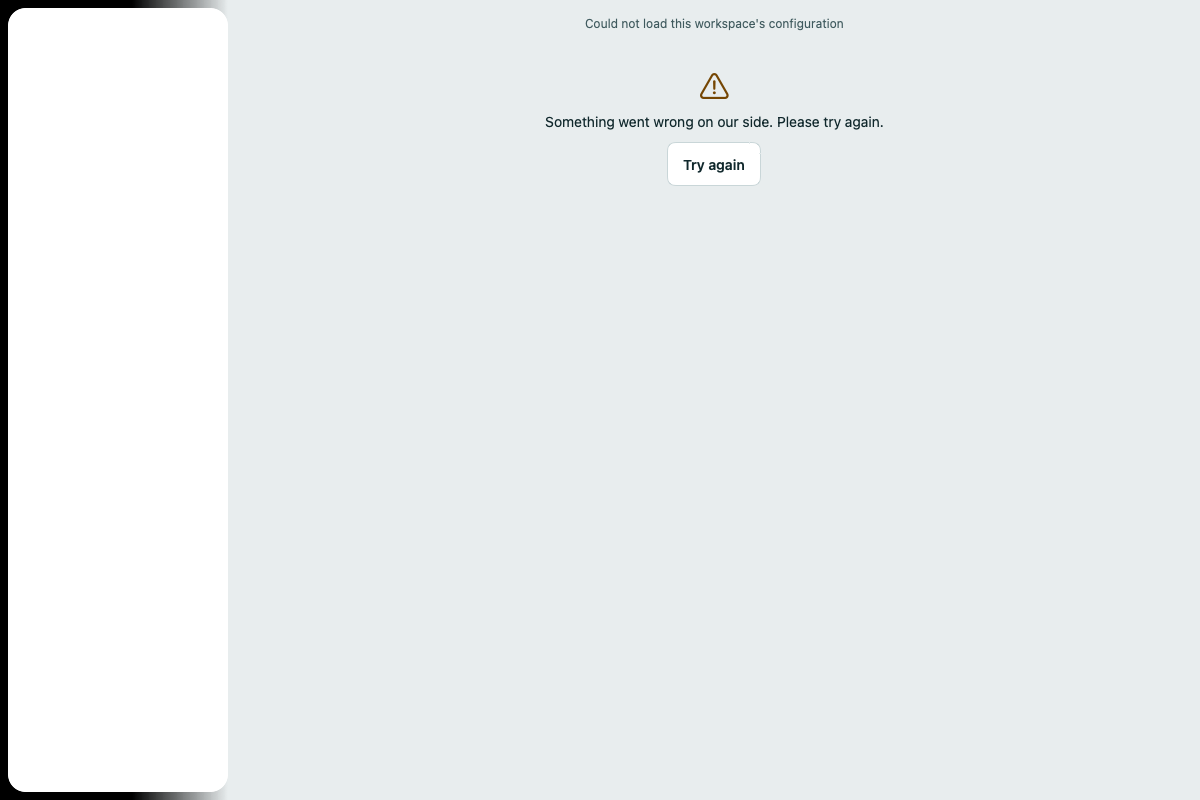 Could not load this workspace's configuration
Something went wrong on our side. Please try again.
Try again